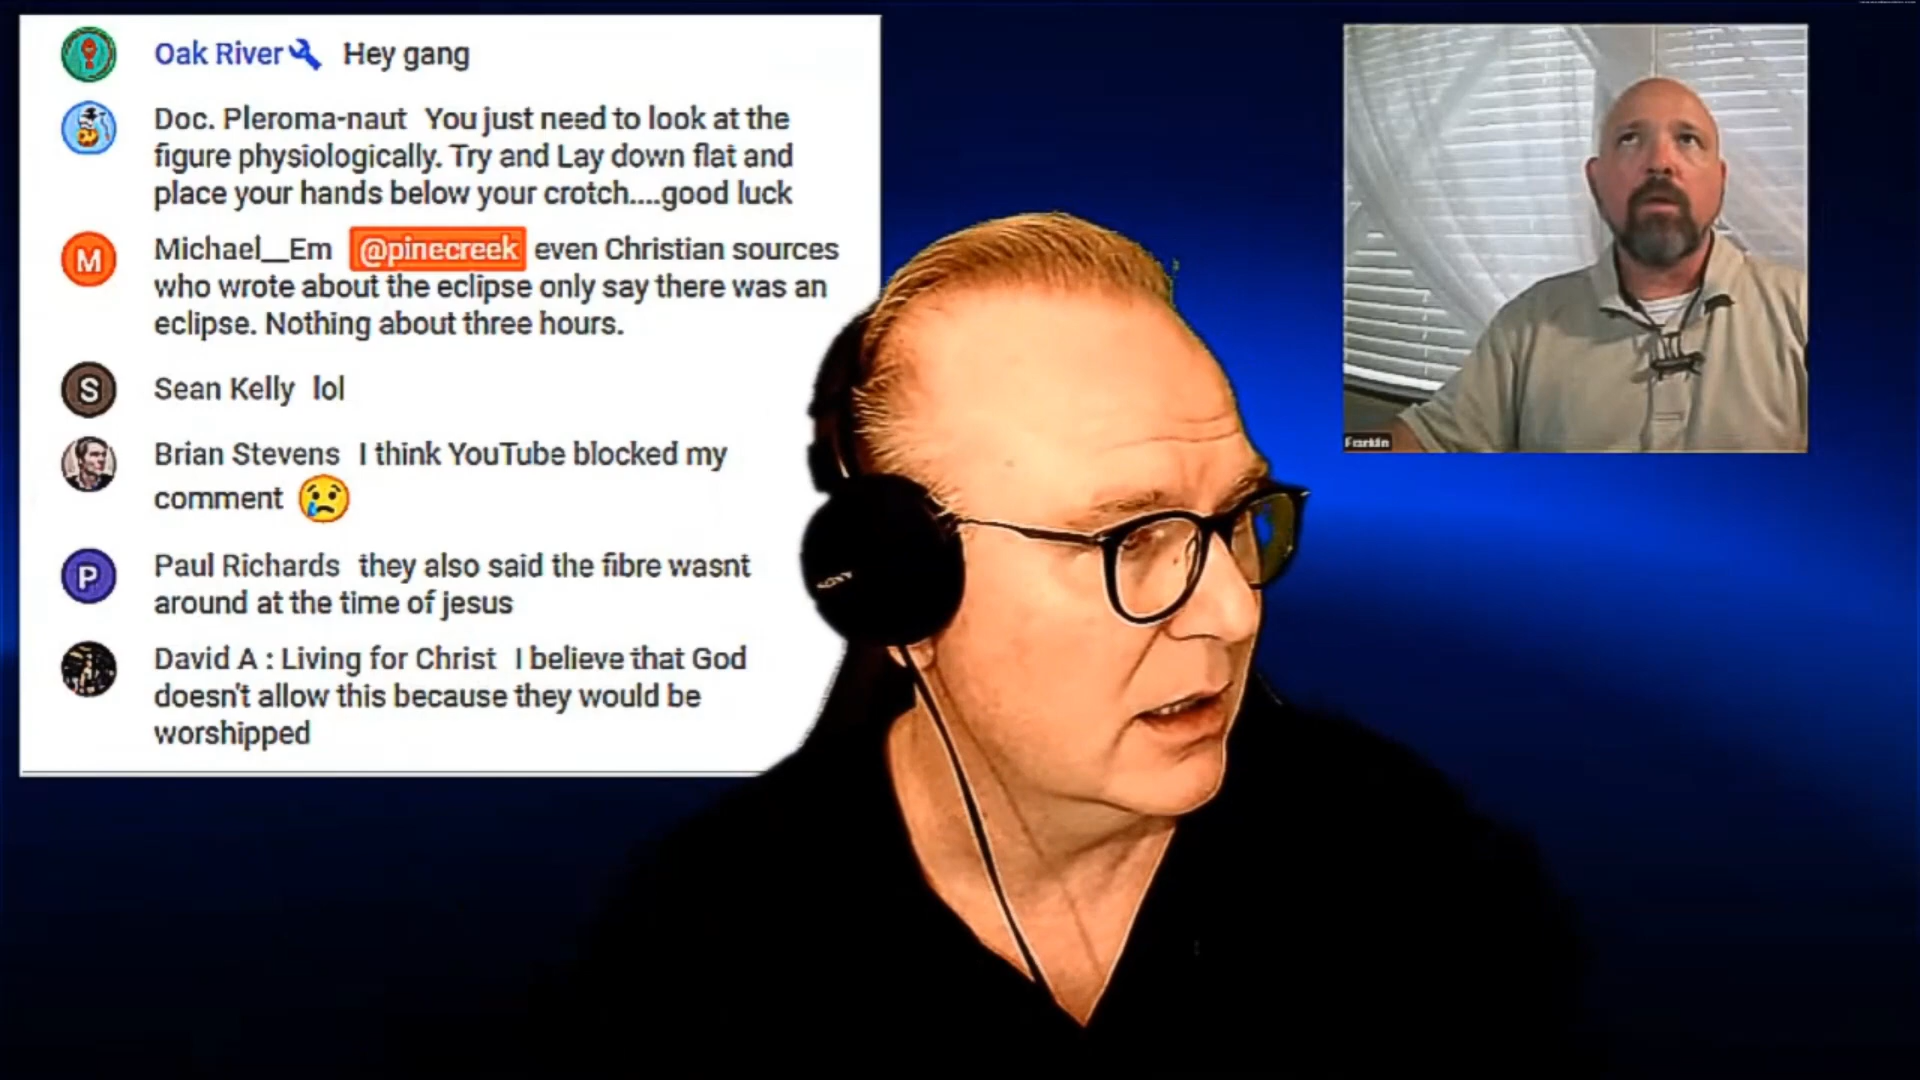 Oak River Hey gang
Doc. Pleroma-naut You just need to look at the
figure physiologically. Try and Lay down flat and
place your hands below your crotch....good luck
M
Michael__Em @pinecreek even Christian sources
who wrote about the eclipse only say there was an
eclipse. Nothing about three hours.
S
Sean Kelly lol
Brian Stevens I think YouTube blocked my
comment 😢
P
Paul Richards they also said the fibre wasnt
around at the time of jesus
David A : Living for Christ I believe that God
doesn't allow this because they would be
worshipped
SONY
Franklin